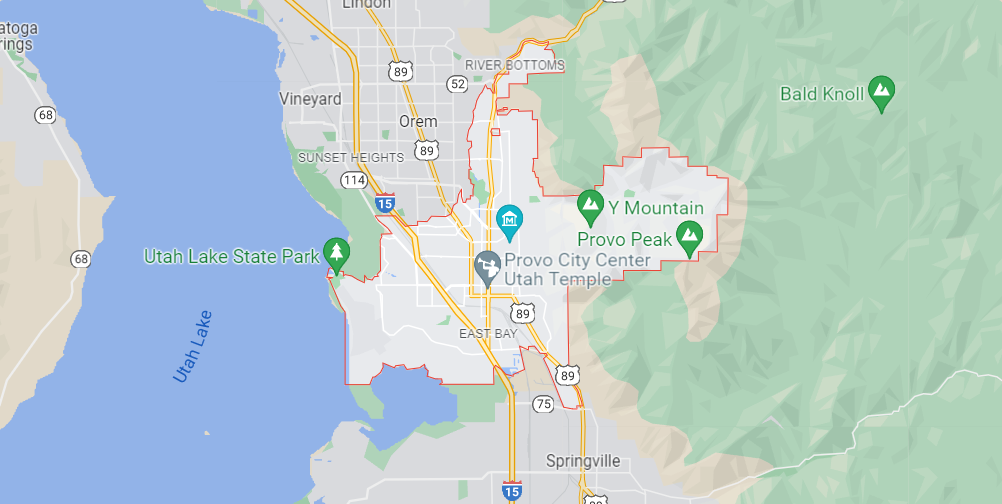 Lindon
atoga
rings
RIVER BOTTOMS
89
52
Bald Knoll
Vineyard
68
Orem
89
SUNSET HEIGHTS
114
15
Y Mountain
Provo Peak
Utah Lake State Park
68
Provo City Center
Utah Temple
89
EAST BAY
Utah Lake
89
75
Springville
15